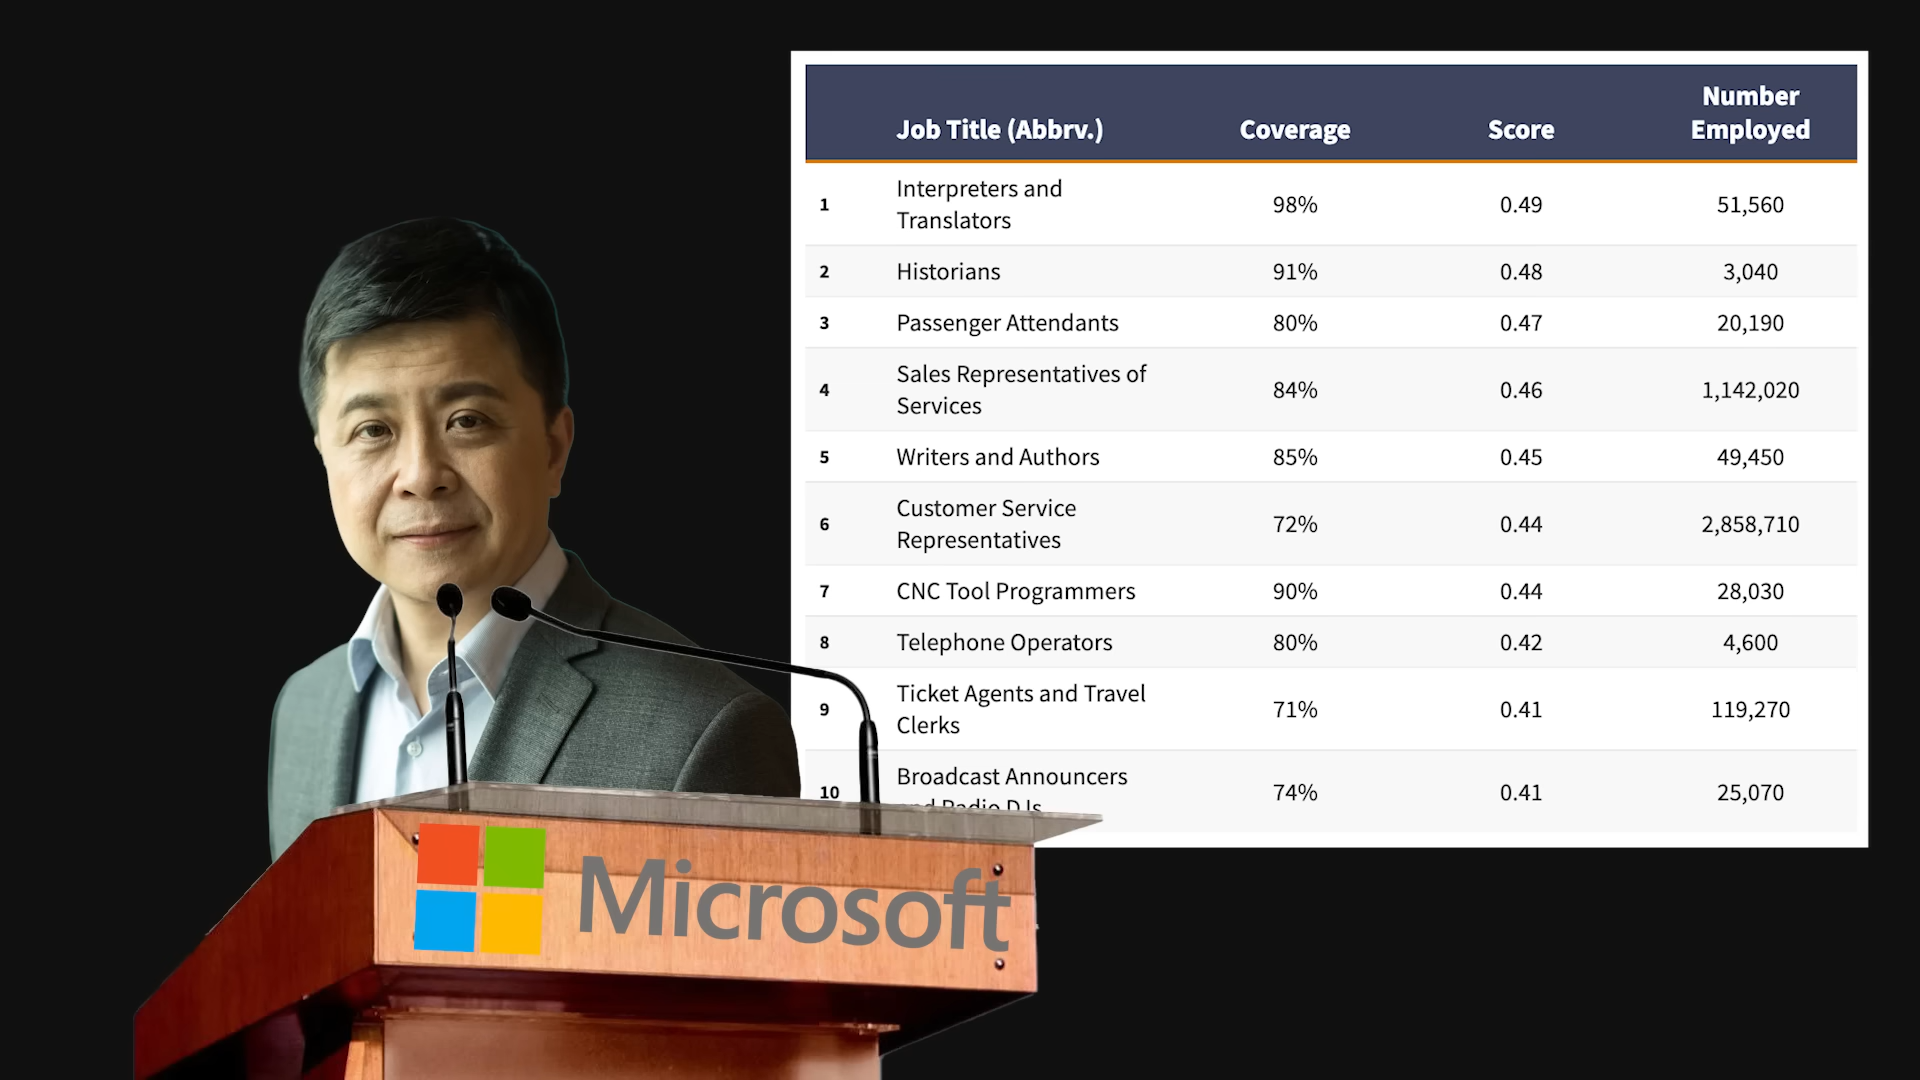 Job Title (Abbrv.) Coverage Score Number Employed
1 Interpreters and Translators 98% 0.49 51,560
2 Historians 91% 0.48 3,040
3 Passenger Attendants 80% 0.47 20,190
4 Sales Representatives of Services 84% 0.46 1,142,020
5 Writers and Authors 85% 0.45 49,450
6 Customer Service Representatives 72% 0.44 2,858,710
7 CNC Tool Programmers 90% 0.44 28,030
8 Telephone Operators 80% 0.42 4,600
9 Ticket Agents and Travel Clerks 71% 0.41 119,270
10 Broadcast Announcers and Radio DJs 74% 0.41 25,070
Microsoft